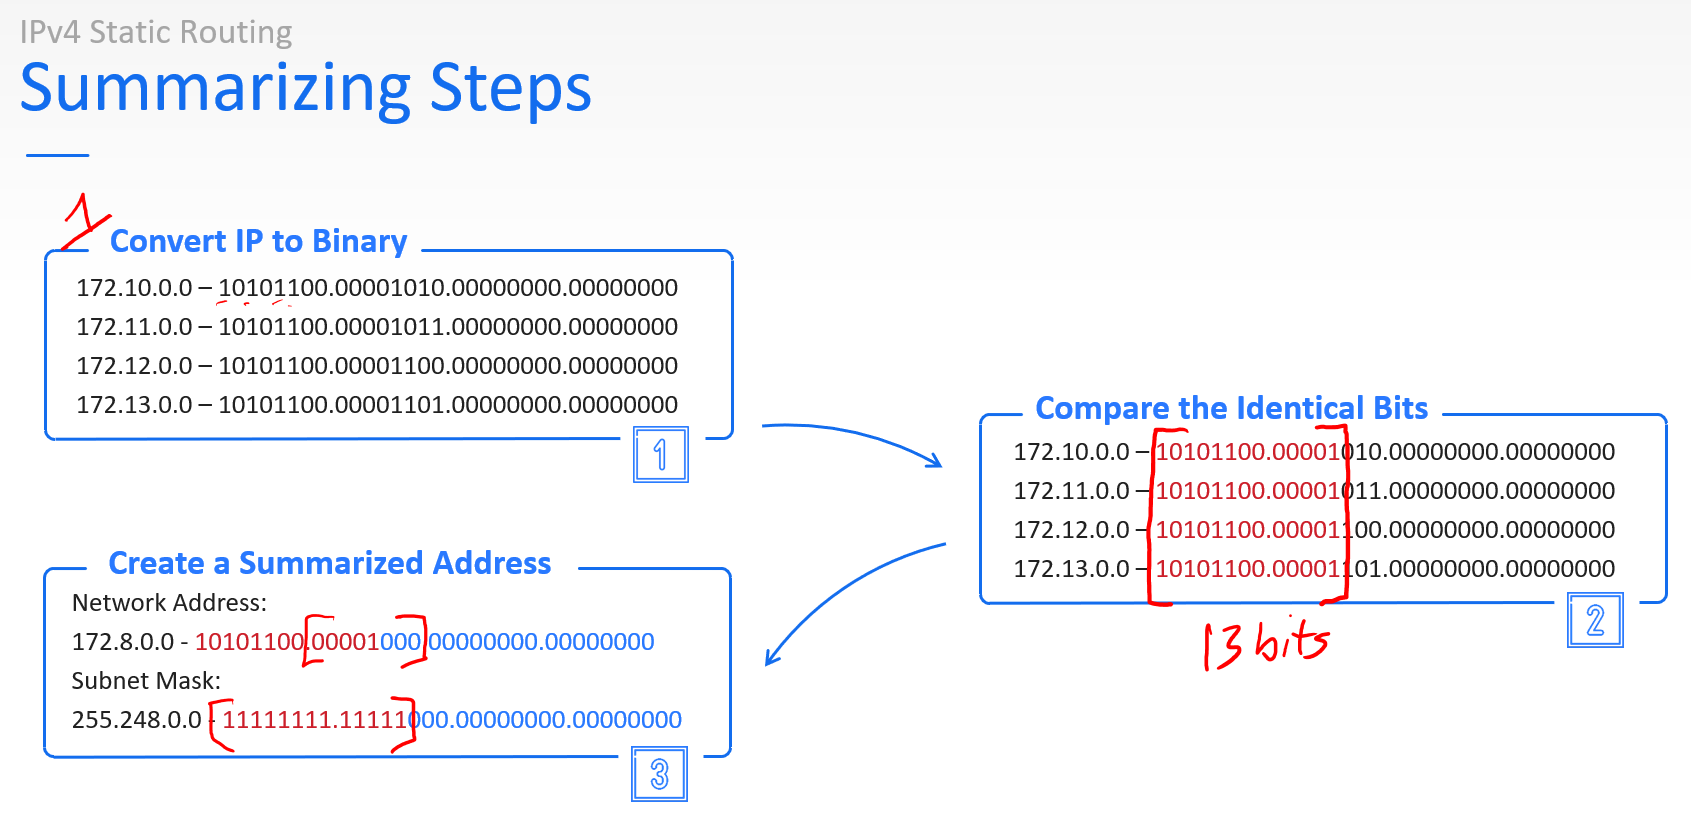 IPv4 Static Routing
Summarizing Steps
1
Convert IP to Binary
172.10.0.0 – 10101100.00001010.00000000.00000000
172.11.0.0 – 10101100.00001011.00000000.00000000
172.12.0.0 – 10101100.00001100.00000000.00000000
172.13.0.0 – 10101100.00001101.00000000.00000000
1
Compare the Identical Bits
172.10.0.0 – 10101100.00001010.00000000.00000000
172.11.0.0 – 10101100.00001011.00000000.00000000
172.12.0.0 – 10101100.00001100.00000000.00000000
172.13.0.0 – 10101100.00001101.00000000.00000000
2
13 bits
Create a Summarized Address
Network Address:
172.8.0.0 - 10101100.00001000.00000000.00000000
Subnet Mask:
255.248.0.0 - 11111111.11111000.00000000.00000000
3